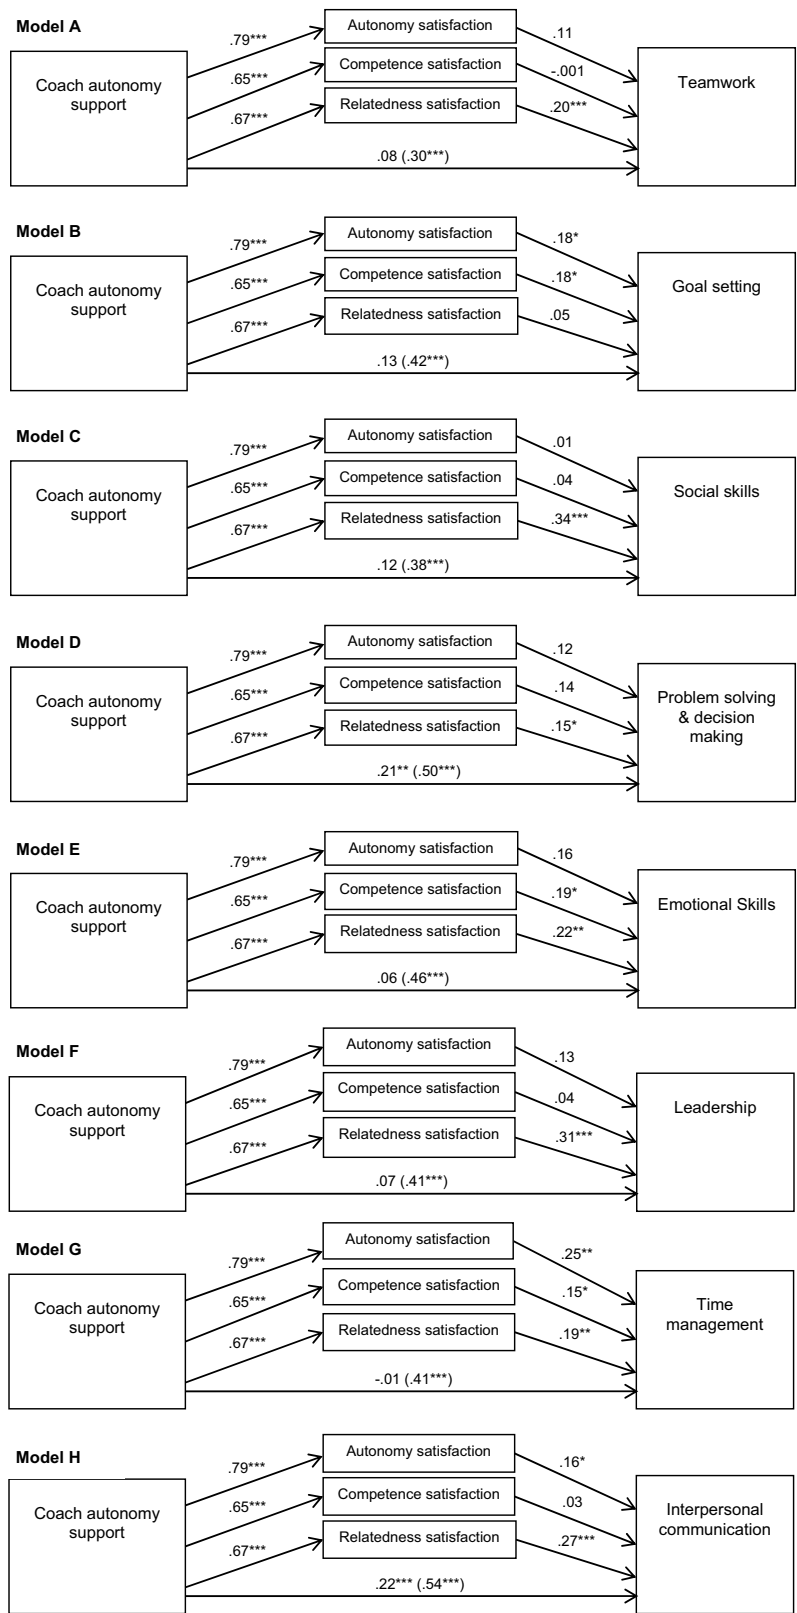 Model A
Coach autonomy
support
.79***
.65***
.67***
Autonomy satisfaction
Competence satisfaction
Relatedness satisfaction
.11
-.001
.20***
.08 (.30***)
Teamwork
Model B
Coach autonomy
support
.79***
.65***
.67***
Autonomy satisfaction
Competence satisfaction
Relatedness satisfaction
.18*
.18*
.05
.13 (.42***)
Goal setting
Model C
Coach autonomy
support
.79***
.65***
.67***
Autonomy satisfaction
Competence satisfaction
Relatedness satisfaction
.01
.04
.34***
.12 (.38***)
Social skills
Model D
Coach autonomy
support
.79***
.65***
.67***
Autonomy satisfaction
Competence satisfaction
Relatedness satisfaction
.12
.14
.15*
.21** (.50***)
Problem solving
& decision
making
Model E
Coach autonomy
support
.79***
.65***
.67***
Autonomy satisfaction
Competence satisfaction
Relatedness satisfaction
.16
.19*
.22**
.06 (.46***)
Emotional Skills
Model F
Coach autonomy
support
.79***
.65***
.67***
Autonomy satisfaction
Competence satisfaction
Relatedness satisfaction
.13
.04
.31***
.07 (.41***)
Leadership
Model G
Coach autonomy
support
.79***
.65***
.67***
Autonomy satisfaction
Competence satisfaction
Relatedness satisfaction
.25**
.15*
.19**
-.01 (.41***)
Time
management
Model H
Coach autonomy
support
.79***
.65***
.67***
Autonomy satisfaction
Competence satisfaction
Relatedness satisfaction
.16*
.03
.27***
.22*** (.54***)
Interpersonal
communication